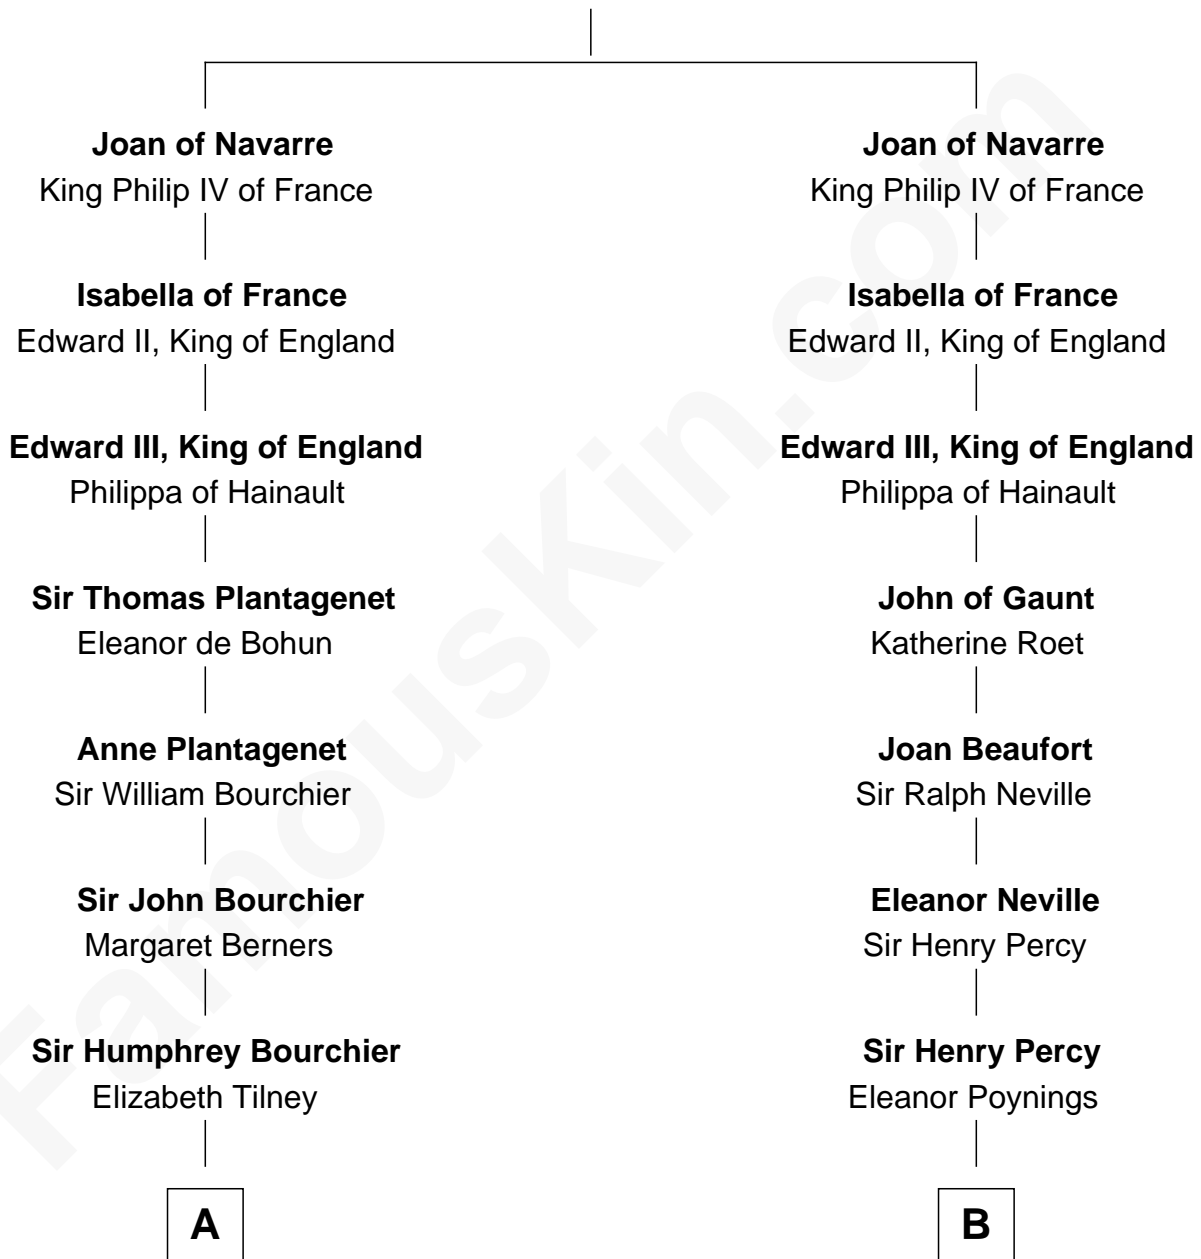 Joan of Navarre
King Philip IV of France
Isabella of France
Edward II, King of England
Edward III, King of England
Philippa of Hainault
Sir Thomas Plantagenet
Eleanor de Bohun
Anne Plantagenet
Sir William Bourchier
Sir John Bourchier
Margaret Berners
Sir Humphrey Bourchier
Elizabeth Tilney
A
Joan of Navarre
King Philip IV of France
Isabella of France
Edward II, King of England
Edward III, King of England
Philippa of Hainault
John of Gaunt
Katherine Roet
Joan Beaufort
Sir Ralph Neville
Eleanor Neville
Sir Henry Percy
Sir Henry Percy
Eleanor Poynings
B
FamousKin.com